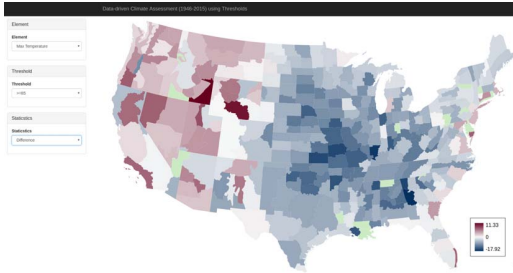 Data-driven Climate Assessment (1946-2015) using Thresholds
Element
Element
Max Temperature
Threshold
Threshold
Statistics
Statistics
Difference
11.33
0
-17.92